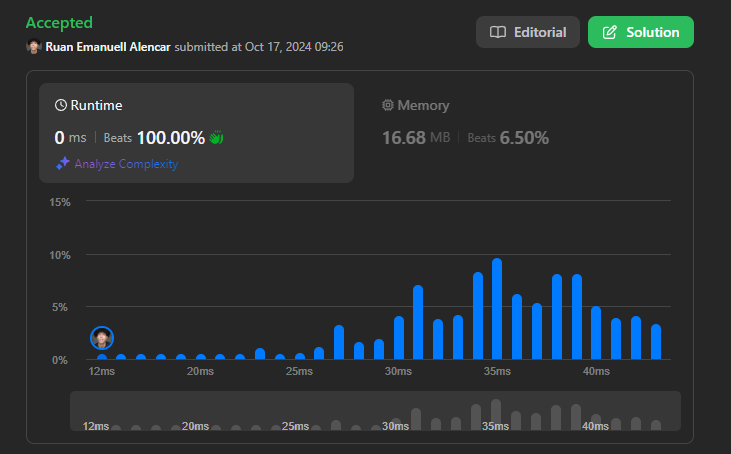 Accepted
Ruan Emanuell Alencar submitted at Oct 17, 2024 09:26
Editorial
Solution
Runtime
0 ms | Beats 100.00%
Analyze Complexity
Memory
16.68 MB | Beats 6.50%
15%
10%
5%
0%
12ms 20ms 25ms 30ms 35ms 40ms
12ms 20ms 25ms 30ms 35ms 40ms